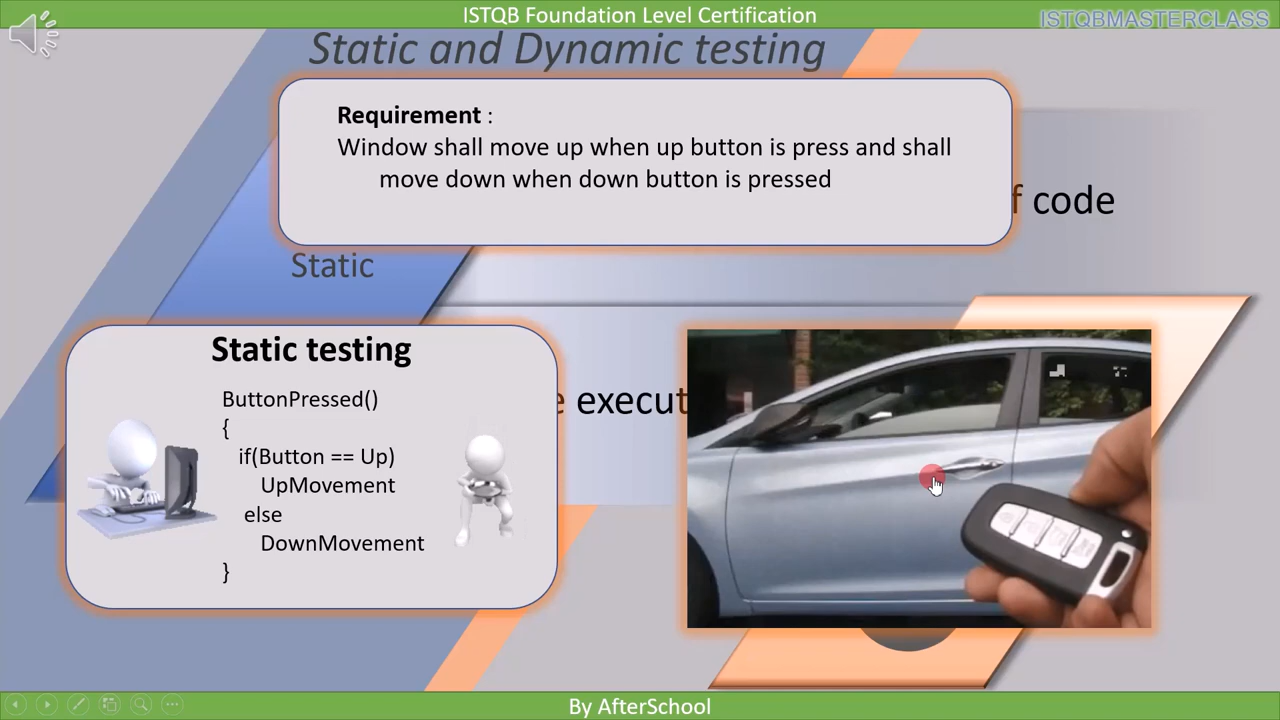 ISTQB Foundation Level Certification
ISTQBMASTERCLASS
Static and Dynamic testing
Requirement :
Window shall move up when up button is press and shall
move down when down button is pressed
f code
Static
Static testing
ButtonPressed()
{
if(Button == Up)
UpMovement
else
DownMovement
}
e execut
By AfterSchool